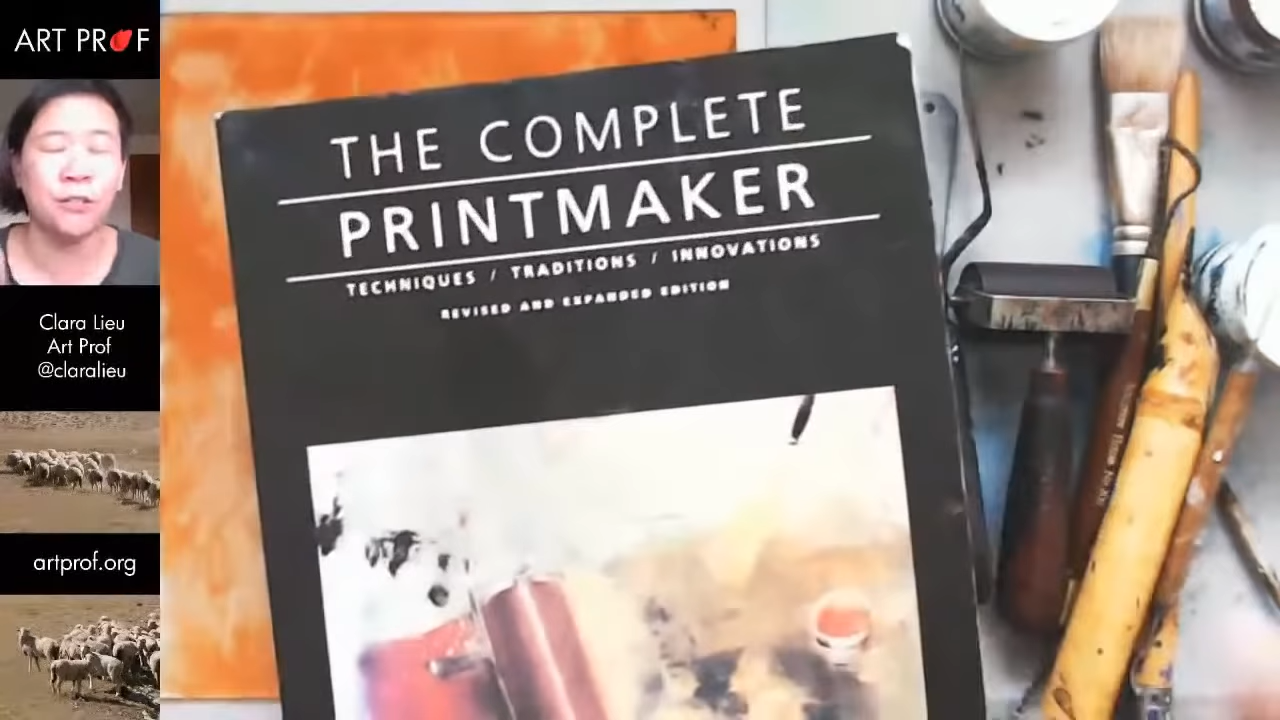 ART PROF
Clara Lieu
Art Prof
@claralieu
artprof.org
THE COMPLETE
PRINTMAKER
TECHNIQUES / TRADITIONS / INNOVATIONS
REVISED AND EXPANDED EDITION